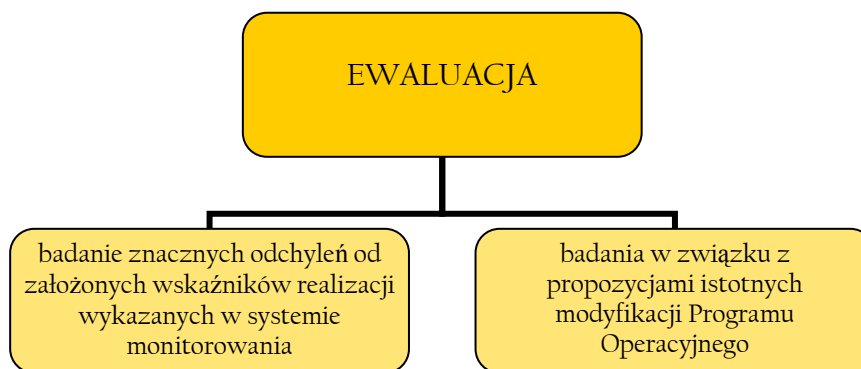 EWALUACJA
badanie znacznych odchyleń od
założonych wskaźników realizacji
wykazanych w systemie
monitorowania
badania w związku z
propozycjami istotnych
modyfikacji Programu
Operacyjnego